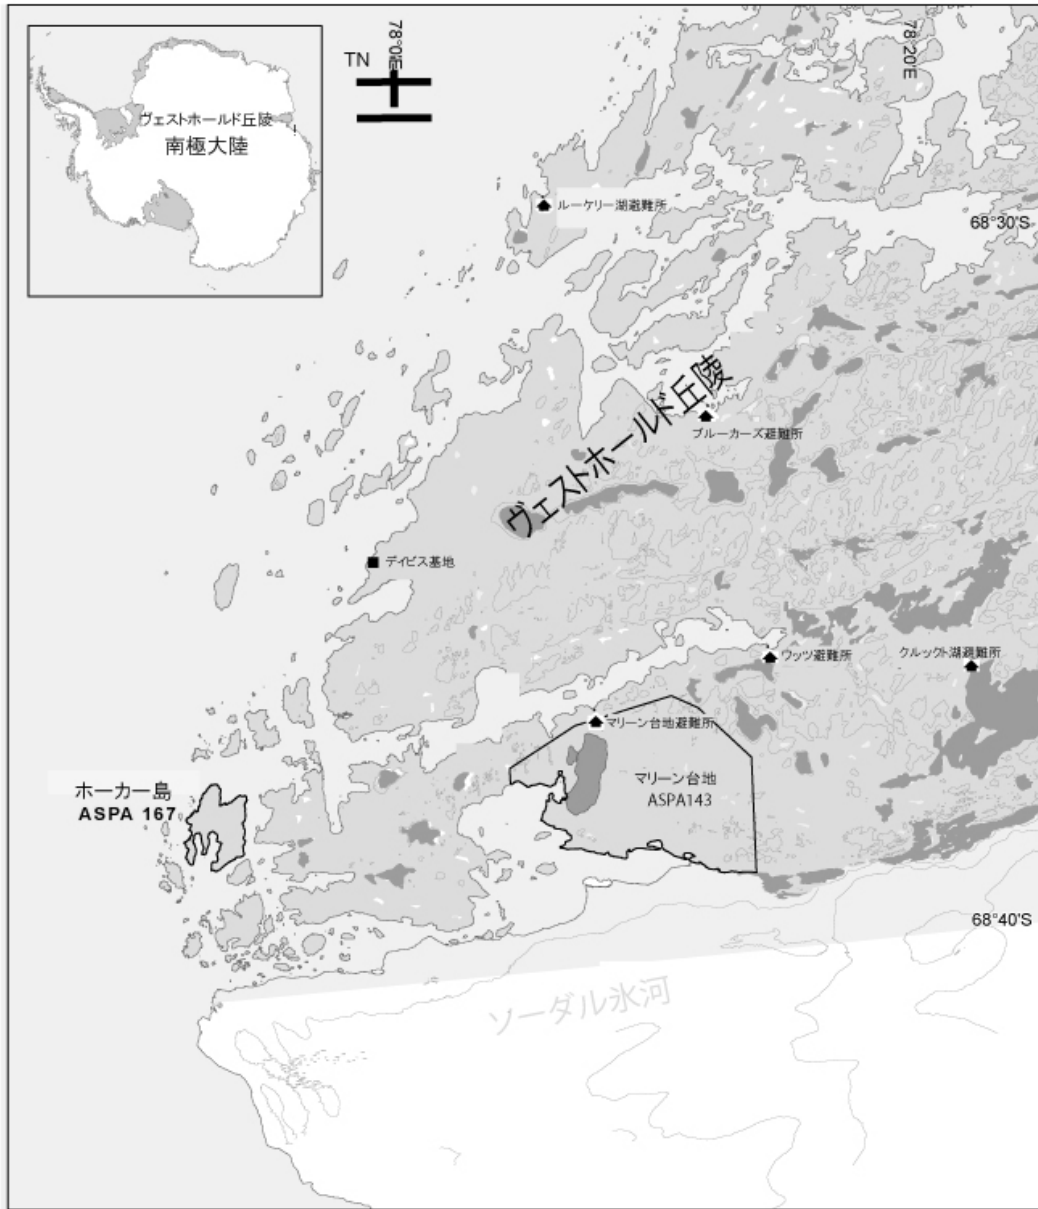 ヴェストホールド丘陵
南極大陸
TN
78°0'E
78°20'E
ルーケリー湖避難所
68°30'S
ヴェストホールド丘陵
ブルーカーズ避難所
デイビス基地
ワッツ避難所
クルックト湖避難所
マリーン台地避難所
マリーン台地
ASPA143
ホーカー島
ASPA 167
68°40'S
ソーダル氷河